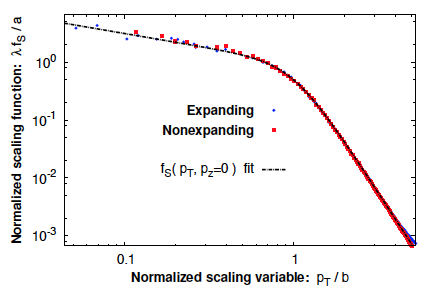 Normalized scaling function: λ f_S / a
10^0
10^-1
10^-2
10^-3
Expanding
Nonexpanding
f_S( p_T, p_z=0 ) fit
0.1 1
Normalized scaling variable: p_T / b